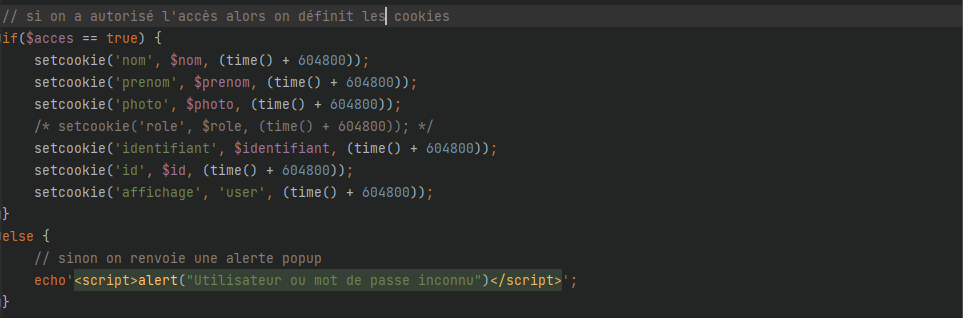 // si on a autorisé l'accès alors on définit les cookies
if($acces == true) {
setcookie('nom', $nom, (time() + 604800));
setcookie('prenom', $prenom, (time() + 604800));
setcookie('photo', $photo, (time() + 604800));
/* setcookie('role', $role, (time() + 604800)); */
setcookie('identifiant', $identifiant, (time() + 604800));
setcookie('id', $id, (time() + 604800));
setcookie('affichage', 'user', (time() + 604800));
}
else {
// sinon on renvoie une alerte popup
echo'<script>alert("Utilisateur ou mot de passe inconnu")</script>';
}